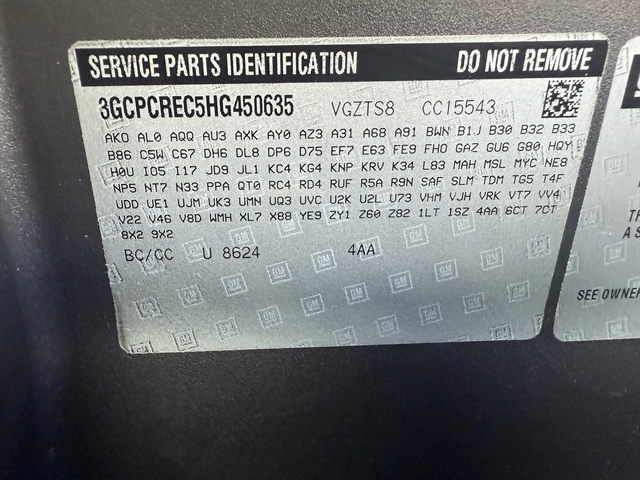 SERVICE PARTS IDENTIFICATION DO NOT REMOVE
3GCPCREC5HG450635 VGZTS8 CC15543
AKO AL0 AQQ AU3 AXK AY0 AZ3 A31 A68 A91 BWN B1J B30 B32 B33
B86 C5W C67 DH6 DL8 DP6 D75 EF7 E63 FE9 FHO GAZ GU6 G80 HQY
H0U IO5 I17 JD9 JL1 KC4 KG4 KNP KRV K34 L83 MAH MSL MYC NE8
NP5 NT7 N33 PPA QT0 RC4 RD4 RUF R5A R9N SAF SLM TDM TG5 T4F
UDD UE1 UJM UK3 UMN UQ3 UVC U2K U2L U73 VHM VJH VRK VT7 VV4
V22 V46 V8D WMH XL7 X88 YE9 ZY1 Z60 Z82 1LT 1SZ 4AA 6CT 7CT
8X2 9X2
BC/CC U 8624 4AA
GM
SEE OWNER